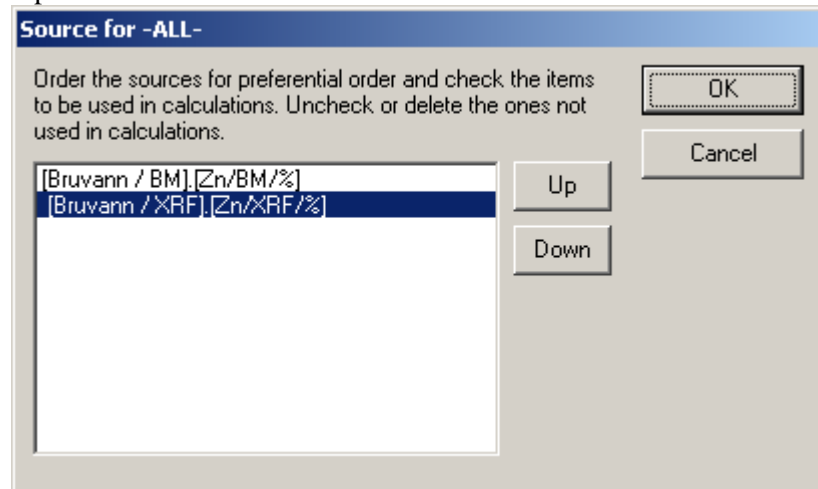 Source for -ALL-
Order the sources for preferential order and check the items
to be used in calculations. Uncheck or delete the ones not
used in calculations.
OK
Cancel
[Bruvann / BM].[Zn/BM/%]
[Bruvann / XRF].[Zn/XRF/%]
Up
Down